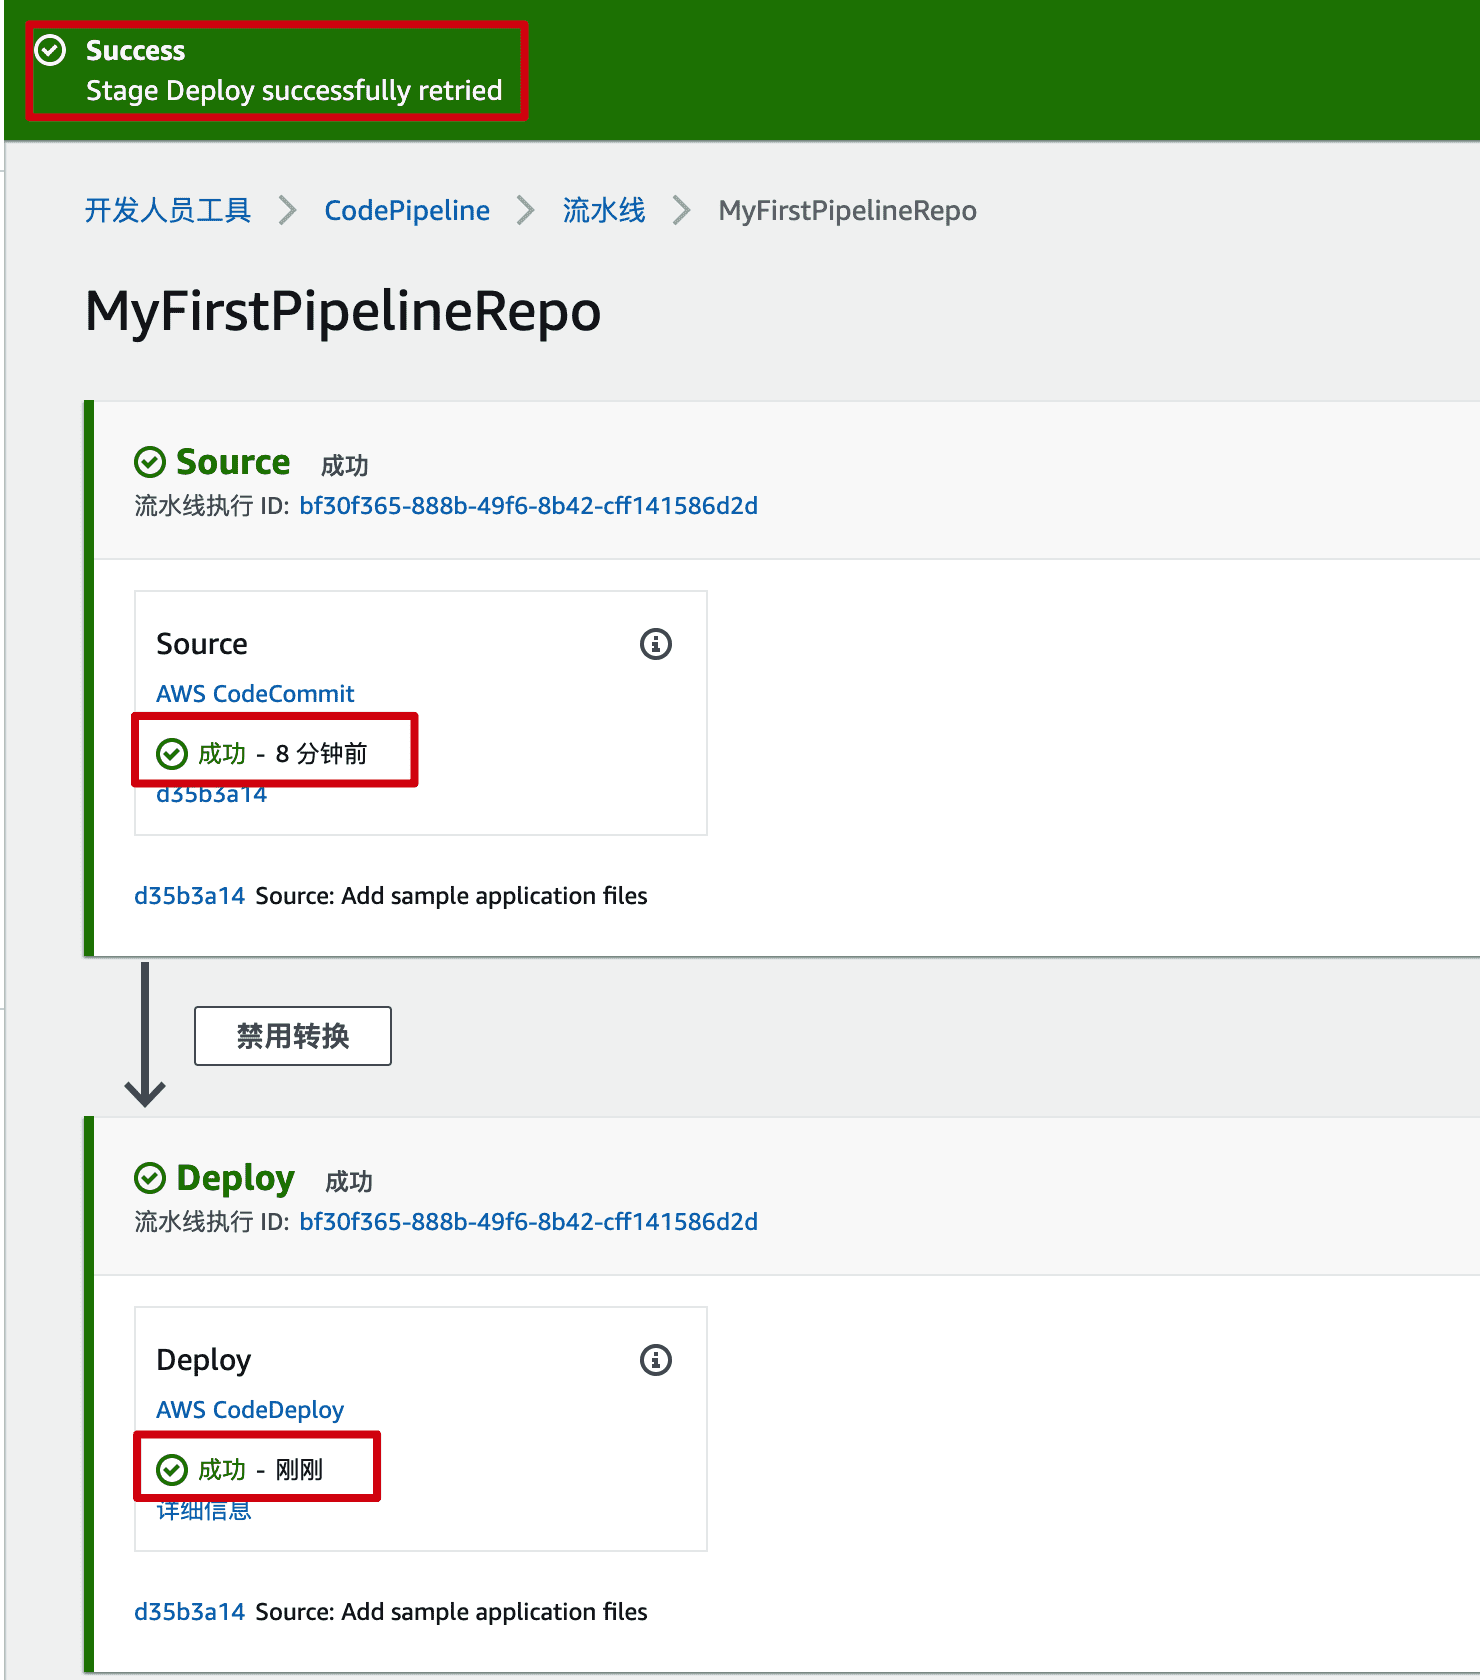 Success
Stage Deploy successfully retried
开发人员工具 CodePipeline 流水线 MyFirstPipelineRepo
MyFirstPipelineRepo
Source 成功
流水线执行 ID: bf30f365-888b-49f6-8b42-cff141586d2d
Source
AWS CodeCommit
成功 - 8 分钟前
d35b3a14
d35b3a14 Source: Add sample application files
禁用转换
Deploy 成功
流水线执行 ID: bf30f365-888b-49f6-8b42-cff141586d2d
Deploy
AWS CodeDeploy
成功 - 刚刚
详细信息
d35b3a14 Source: Add sample application files